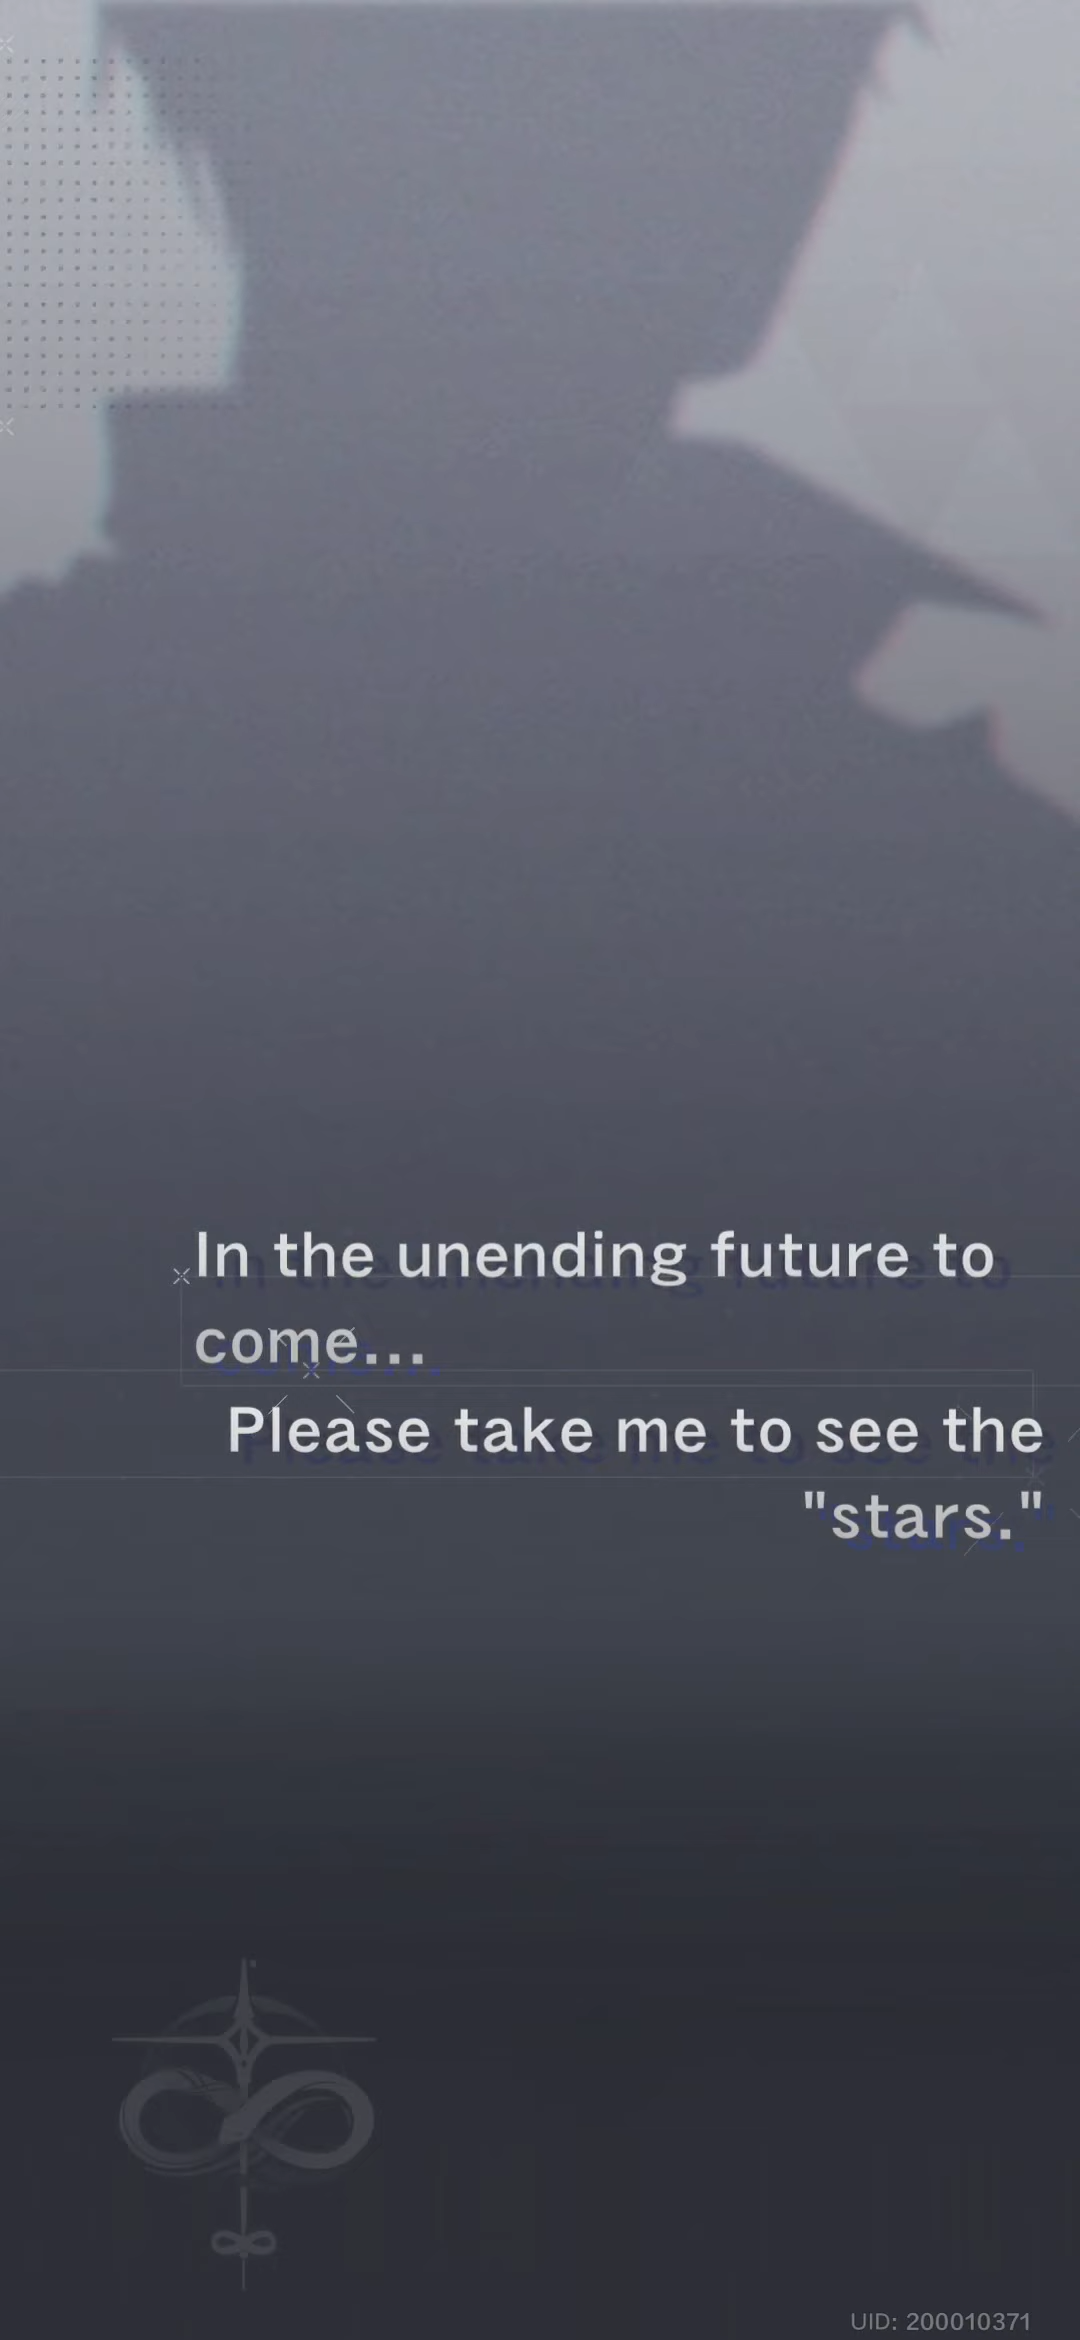 In the unending future to
come...
Please take me to see the
"stars."
UID: 200010371